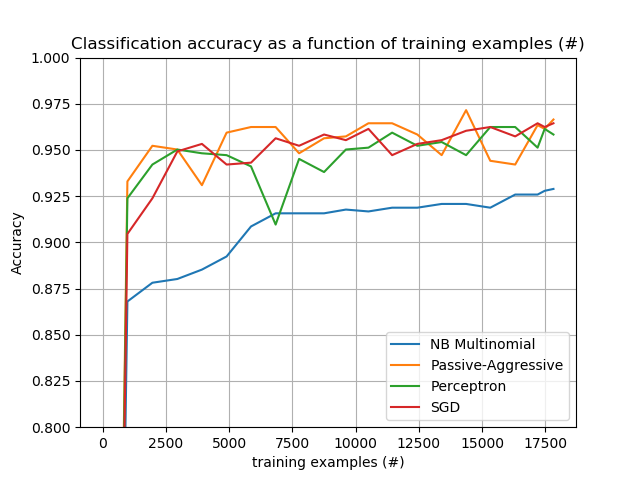 Classification accuracy as a function of training examples (#)
1.000
0.975
0.950
0.925
0.900
0.875
0.850
0.825
0.800
Accuracy
NB Multinomial
Passive-Aggressive
Perceptron
SGD
0 2500 5000 7500 10000 12500 15000 17500
training examples (#)